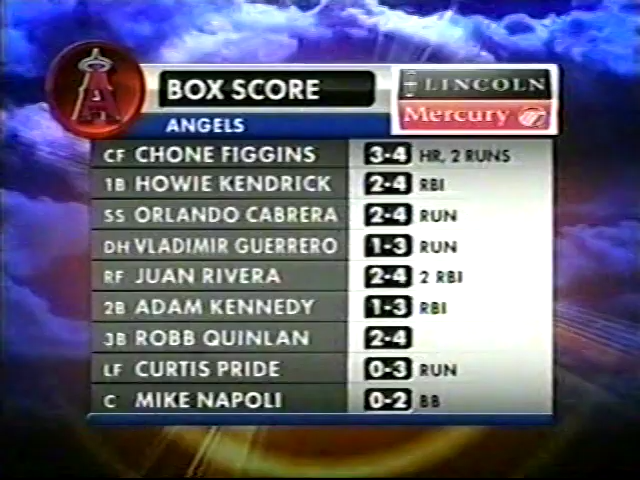 BOX SCORE
LINCOLN
Mercury
ANGELS
CF CHONE FIGGINS 3-4 HR, 2 RUNS
1B HOWIE KENDRICK 2-4 RBI
SS ORLANDO CABRERA 2-4 RUN
DH VLADIMIR GUERRERO 1-3 RUN
RF JUAN RIVERA 2-4 2 RBI
2B ADAM KENNEDY 1-3 RBI
3B ROBB QUINLAN 2-4
LF CURTIS PRIDE 0-3 RUN
C MIKE NAPOLI 0-2 BB
A